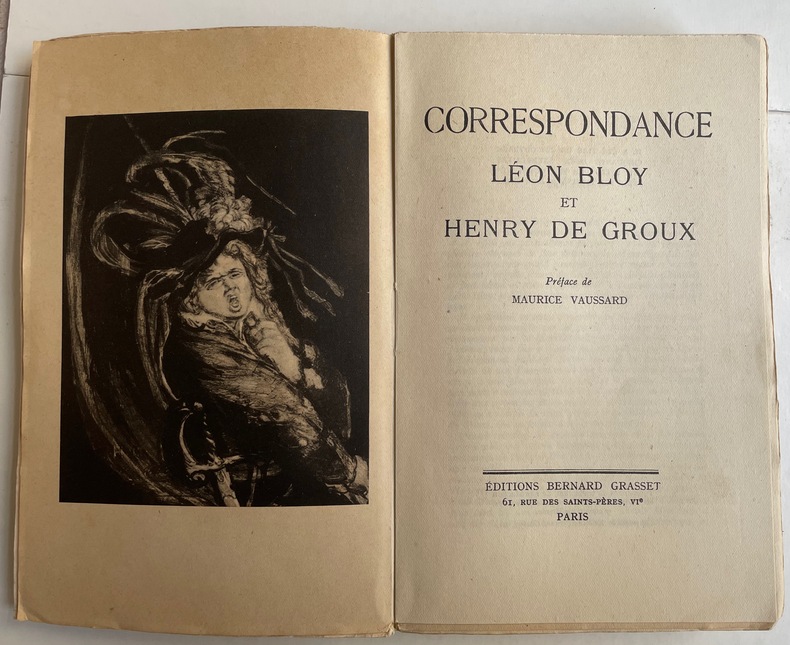 CORRESPONDANCE
LÉON BLOY
ET
HENRY DE GROUX
Préface de
MAURICE VAUSSARD
ÉDITIONS BERNARD GRASSET
61, RUE DES SAINTS-PÈRES, VIᵉ
PARIS